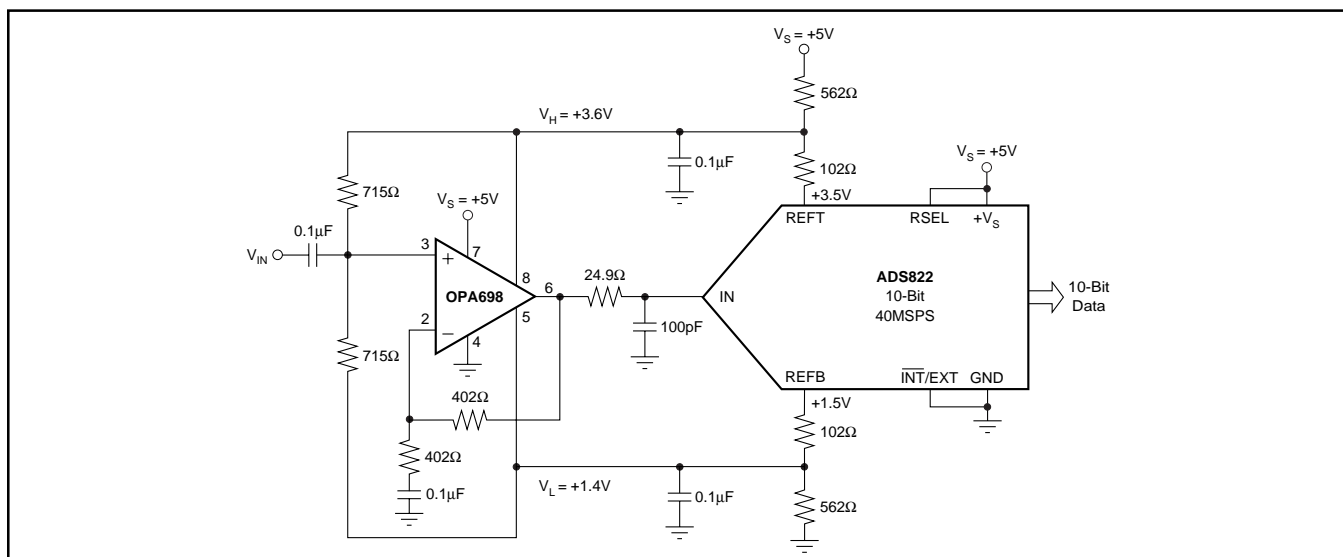 V_S = +5V
562Ω
V_H = +3.6V
0.1μF
102Ω
V_S = +5V
+3.5V
715Ω
V_S = +5V
REFT
RSEL
+V_S
0.1μF
V_IN
3
7
+
8
24.9Ω
ADS822
OPA698
6
IN
10-Bit
10-Bit
40MSPS
Data
2
5
−
100pF
4
715Ω
REFB
INT/EXT
GND
402Ω
+1.5V
102Ω
402Ω
V_L = +1.4V
0.1μF
0.1μF
562Ω